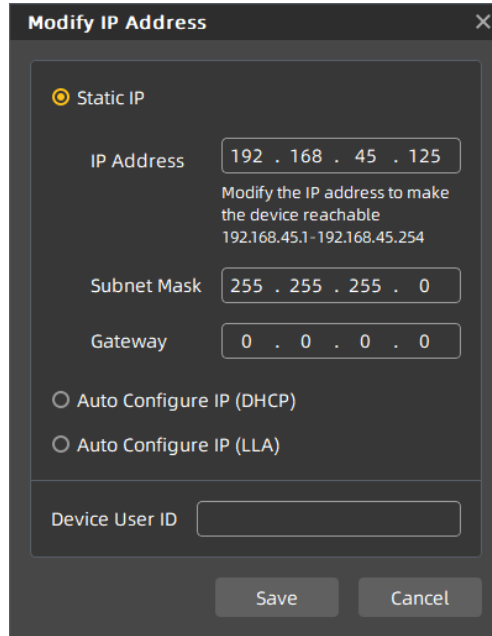 Modify IP Address
Static IP
IP Address 192 . 168 . 45 . 125
Modify the IP address to make
the device reachable
192.168.45.1-192.168.45.254
Subnet Mask 255 . 255 . 255 . 0
Gateway 0 . 0 . 0 . 0
Auto Configure IP (DHCP)
Auto Configure IP (LLA)
Device User ID
Save Cancel